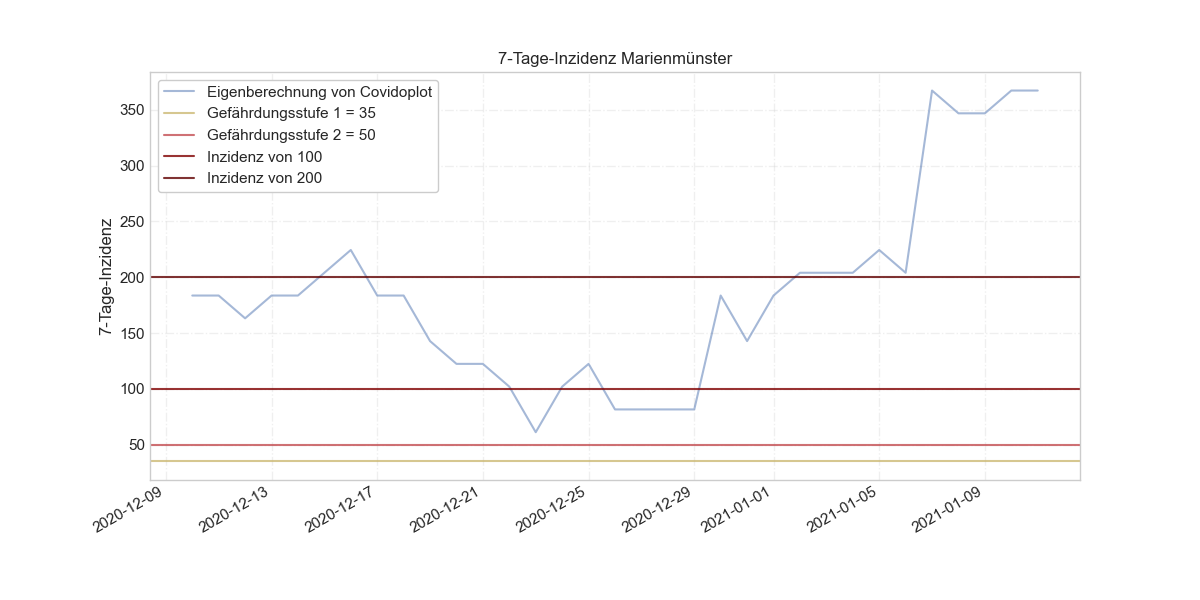 7-Tage-Inzidenz Marienmünster
Eigenberechnung von Covidoplot
Gefährdungsstufe 1 = 35
Gefährdungsstufe 2 = 50
Inzidenz von 100
Inzidenz von 200
7-Tage-Inzidenz
350
300
250
200
150
100
50
2020-12-09
2020-12-13
2020-12-17
2020-12-21
2020-12-25
2020-12-29
2021-01-01
2021-01-05
2021-01-09